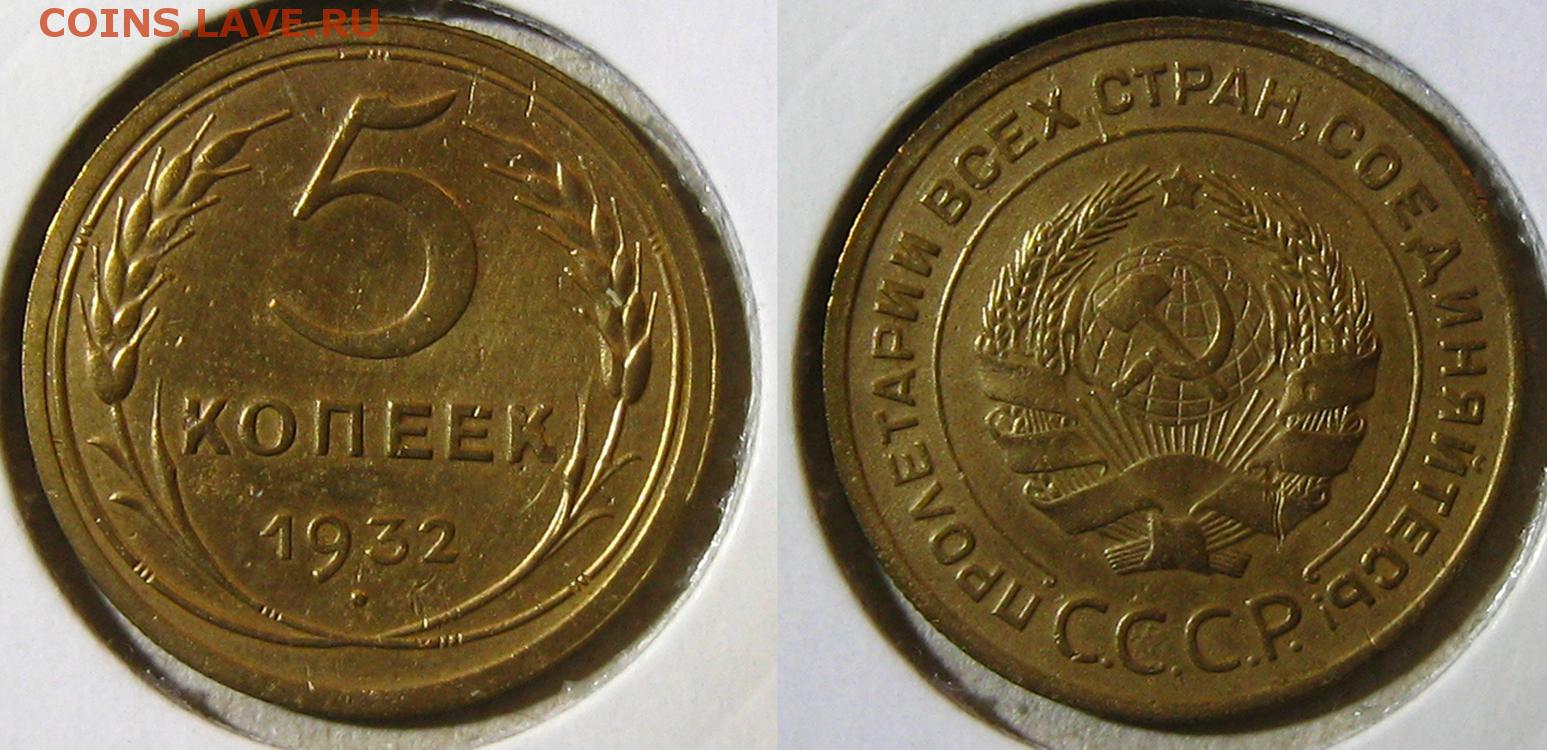 COINS.LAVE.RU
5
КОПЕЕК
1932
ПРОЛЕТАРИИ ВСЕХ СТРАН, СОЕДИНЯЙТЕСЬ!
С.С.С.Р.